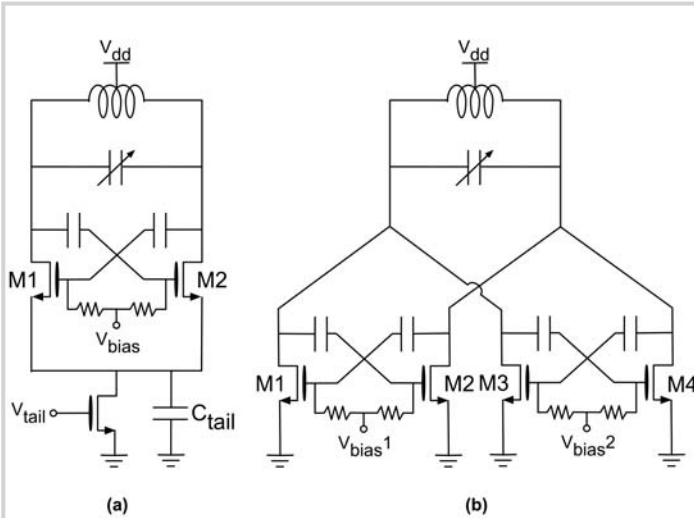 Vdd
M1
M2
Vbias
Vtail
Ctail
(a)
Vdd
M1
M2
M3
M4
Vbias1
Vbias2
(b)